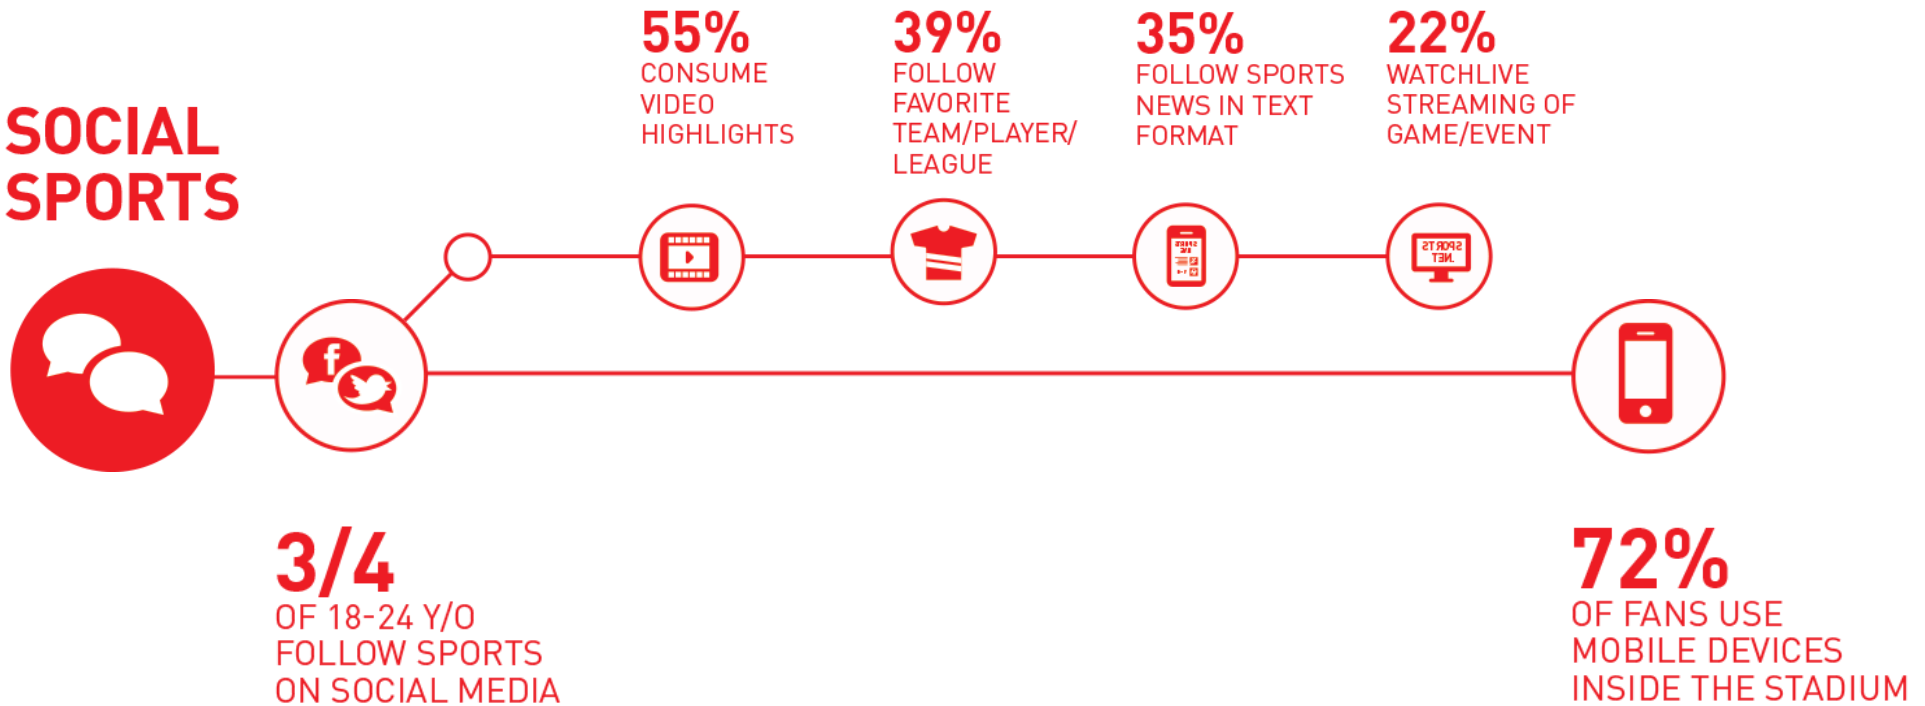 SOCIAL
SPORTS
55%
CONSUME
VIDEO
HIGHLIGHTS
39%
FOLLOW
FAVORITE
TEAM/PLAYER/
LEAGUE
35%
FOLLOW SPORTS
NEWS IN TEXT
FORMAT
22%
WATCHLIVE
STREAMING OF
GAME/EVENT
SPORTS
.NET
f
3/4
OF 18-24 Y/O
FOLLOW SPORTS
ON SOCIAL MEDIA
72%
OF FANS USE
MOBILE DEVICES
INSIDE THE STADIUM